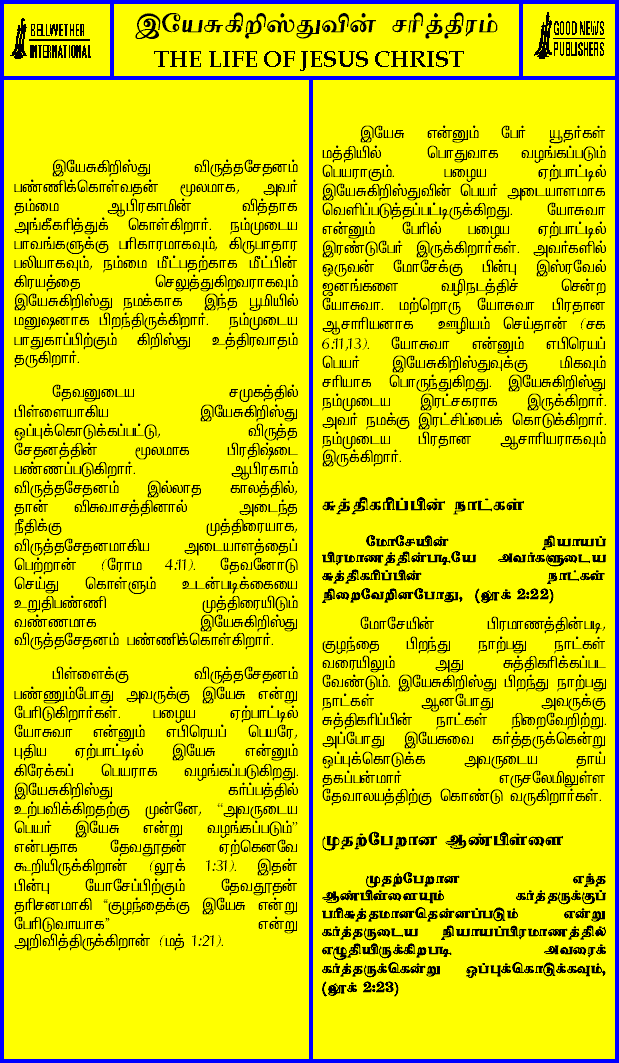 BELLWETHER
INTERNATIONAL
இயேசுகிறிஸ்துவின் சரித்திரம்
THE LIFE OF JESUS CHRIST
GOOD NEWS
PUBLISHERS
இயேசுகிறிஸ்து விருத்தசேதனம்
பண்ணிக்கொள்வதன் மூலமாக, அவர்
தம்மை ஆபிரகாமின் வித்தாக
அங்கீகரித்துக் கொள்கிறார். நம்முடைய
பாவங்களுக்கு பரிகாரமாகவும், கிருபாதார
பலியாகவும், நம்மை மீட்பதற்காக மீட்பின்
கிரயத்தை செலுத்துகிறவராகவும்
இயேசுகிறிஸ்து நமக்காக இந்த பூமியில்
மனுஷனாக பிறந்திருக்கிறார். நம்முடைய
பாதுகாப்பிற்கும் கிறிஸ்து உத்திரவாதம்
தருகிறார்.
தேவனுடைய சமுகத்தில்
பிள்ளையாகிய இயேசுகிறிஸ்து
ஒப்புக்கொடுக்கப்பட்டு, விருத்த
சேதனத்தின் மூலமாக பிரதிஷ்டை
பண்ணப்படுகிறார். ஆபிரகாம்
விருத்தசேதனம் இல்லாத காலத்தில்,
தான் விசுவாசத்தினால் அடைந்த
நீதிக்கு முத்திரையாக,
விருத்தசேதனமாகிய அடையாளத்தைப்
பெற்றான் (ரோம 4:11). தேவனோடு
செய்து கொள்ளும் உடன்படிக்கையை
உறுதிபண்ணி முத்திரையிடும்
வண்ணமாக இயேசுகிறிஸ்து
விருத்தசேதனம் பண்ணிக்கொள்கிறார்.
பிள்ளைக்கு விருத்தசேதனம்
பண்ணும்போது அவருக்கு இயேசு என்று
பேரிடுகிறார்கள். பழைய ஏற்பாட்டில்
யோசுவா என்னும் எபிரெயப் பெயரே,
புதிய ஏற்பாட்டில் இயேசு என்னும்
கிரேக்கப் பெயராக வழங்கப்படுகிறது.
இயேசுகிறிஸ்து கர்ப்பத்தில்
உற்பவிக்கிறதற்கு முன்னே, “அவருடைய
பெயர் இயேசு என்று வழங்கப்படும்”
என்பதாக தேவதூதன் ஏற்கெனவே
கூறியிருக்கிறான் (லூக் 1:31). இதன்
பின்பு யோசேப்பிற்கும் தேவதூதன்
தரிசனமாகி “குழந்தைக்கு இயேசு என்று
பேரிடுவாயாக” என்று
அறிவித்திருக்கிறான் (மத் 1:21).
இயேசு என்னும் பேர் யூதர்கள்
மத்தியில் பொதுவாக வழங்கப்படும்
பெயராகும். பழைய ஏற்பாட்டில்
இயேசுகிறிஸ்துவின் பெயர் அடையாளமாக
வெளிப்படுத்தப்பட்டிருக்கிறது. யோசுவா
என்னும் பேரில் பழைய ஏற்பாட்டில்
இரண்டுபேர் இருக்கிறார்கள். அவர்களில்
ஒருவன் மோசேக்கு பின்பு இஸ்ரவேல்
ஜனங்களை வழிநடத்திச் சென்ற
யோசுவா. மற்றொரு யோசுவா பிரதான
ஆசாரியனாக ஊழியம் செய்தான் (சக
6:11,13). யோசுவா என்னும் எபிரெயப்
பெயர் இயேசுகிறிஸ்துவுக்கு மிகவும்
சரியாக பொருந்துகிறது. இயேசுகிறிஸ்து
நம்முடைய இரட்சகராக இருக்கிறார்.
அவர் நமக்கு இரட்சிப்பைக் கொடுக்கிறார்.
நம்முடைய பிரதான ஆசாரியராகவும்
இருக்கிறார்.
சுத்திகரிப்பின் நாட்கள்
மோசேயின் நியாயப்
பிரமாணத்தின்படியே அவர்களுடைய
சுத்திகரிப்பின் நாட்கள்
நிறைவேறினபோது, (லூக் 2:22)
மோசேயின் பிரமாணத்தின்படி,
குழந்தை பிறந்து நாற்பது நாட்கள்
வரையிலும் அது சுத்திகரிக்கப்பட
வேண்டும். இயேசுகிறிஸ்து பிறந்து நாற்பது
நாட்கள் ஆனபோது அவருக்கு
சுத்திகரிப்பின் நாட்கள் நிறைவேறிற்று.
அப்போது இயேசுவை கர்த்தருக்கென்று
ஒப்புக்கொடுக்க அவருடைய தாய்
தகப்பன்மார் எருசலேமிலுள்ள
தேவாலயத்திற்கு கொண்டு வருகிறார்கள்.
முதற்பேறான ஆண்பிள்ளை
முதற்பேறான எந்த
ஆண்பிள்ளையும் கர்த்தருக்குப்
பரிசுத்தமானதென்னப்படும் என்று
கர்த்தருடைய நியாயப்பிரமாணத்தில்
எழுதியிருக்கிறபடி, அவரைக்
கர்த்தருக்கென்று ஒப்புக்கொடுக்கவும்,
(லூக் 2:23)